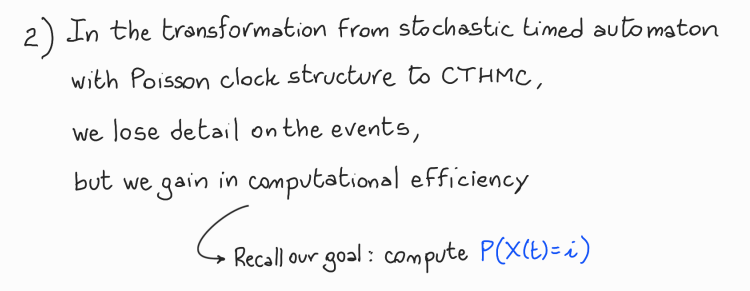 2) In the transformation from stochastic timed automaton
with Poisson clock structure to CTHMC,
we lose detail on the events,
but we gain in computational efficiency
Recall our goal: compute P(X(t)=i)